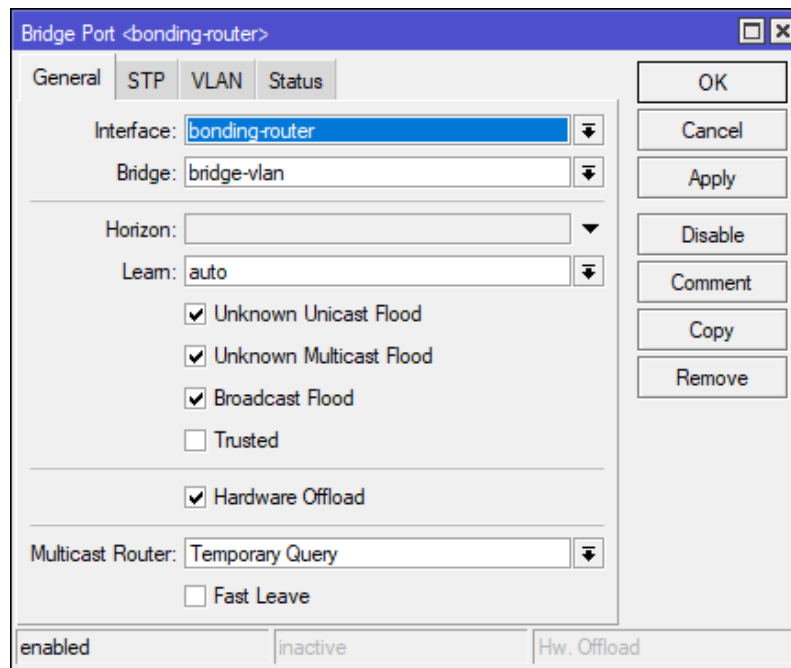 Bridge Port <bonding-router>
General STP VLAN Status
Interface: bonding-router
Bridge: bridge-vlan
Horizon:
Learn: auto
Unknown Unicast Flood
Unknown Multicast Flood
Broadcast Flood
Trusted
Hardware Offload
Multicast Router: Temporary Query
Fast Leave
OK
Cancel
Apply
Disable
Comment
Copy
Remove
enabled inactive Hw. Offload